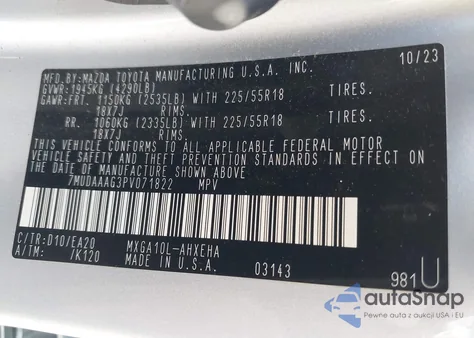 MFD. BY: MAZDA TOYOTA MANUFACTURING U.S.A. INC. 10/23
GVWR: 1945KG (4290LB)
GAWR: FRT. 1150KG (2535LB) WITH 225/55R18 TIRES.
18X7J RIMS.
RR. 1060KG (2335LB) WITH 225/55R18 TIRES.
18X7J RIMS.
THIS VEHICLE CONFORMS TO ALL APPLICABLE FEDERAL MOTOR
VEHICLE SAFETY AND THEFT PREVENTION STANDARDS IN EFFECT ON
THE DATE OF MANUFACTURE SHOWN ABOVE.
7MUDAAAG3PV071822 MPV
C/TR:D10/EA20 MXGA10L-AHXEHA
A/TM: /K120 MADE IN U.S.A. 03143 981U
autoSnap
Pewne auto z aukcji USA i EU